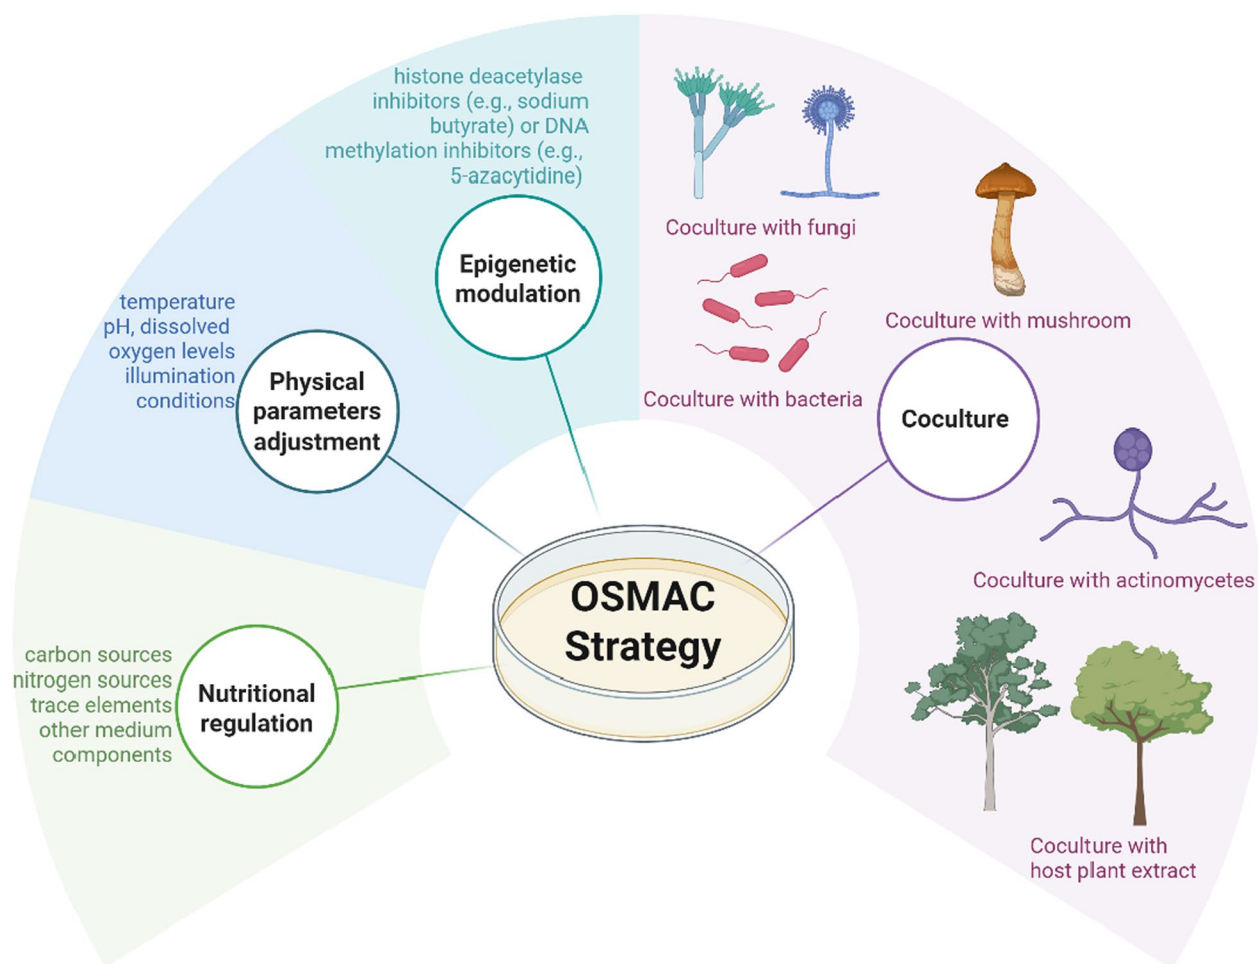 histone deacetylase
inhibitors (e.g., sodium
butyrate) or DNA
methylation inhibitors (e.g.,
5-azacytidine)
Epigenetic
modulation
temperature
pH, dissolved
oxygen levels
illumination
conditions
Physical
parameters
adjustment
carbon sources
nitrogen sources
trace elements
other medium
components
Nutritional
regulation
OSMAC
Strategy
Coculture
Coculture with fungi
Coculture with mushroom
Coculture with bacteria
Coculture with actinomycetes
Coculture with
host plant extract